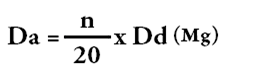 Da = n/20 x Dd (Mg)